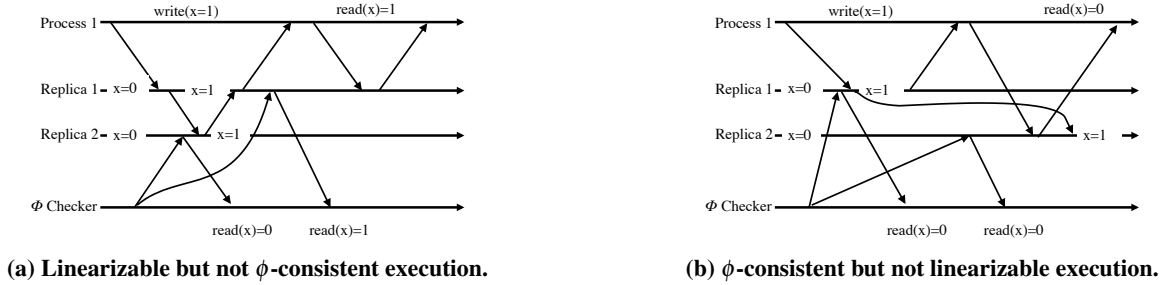 write(x=1) read(x)=1
Process 1
Replica 1 x=0 x=1
Replica 2 x=0 x=1
Φ Checker
read(x)=0 read(x)=1
(a) Linearizable but not ϕ-consistent execution.
write(x=1) read(x)=0
Process 1
Replica 1 x=0 x=1
Replica 2 x=0 x=1
Φ Checker
read(x)=0 read(x)=0
(b) ϕ-consistent but not linearizable execution.